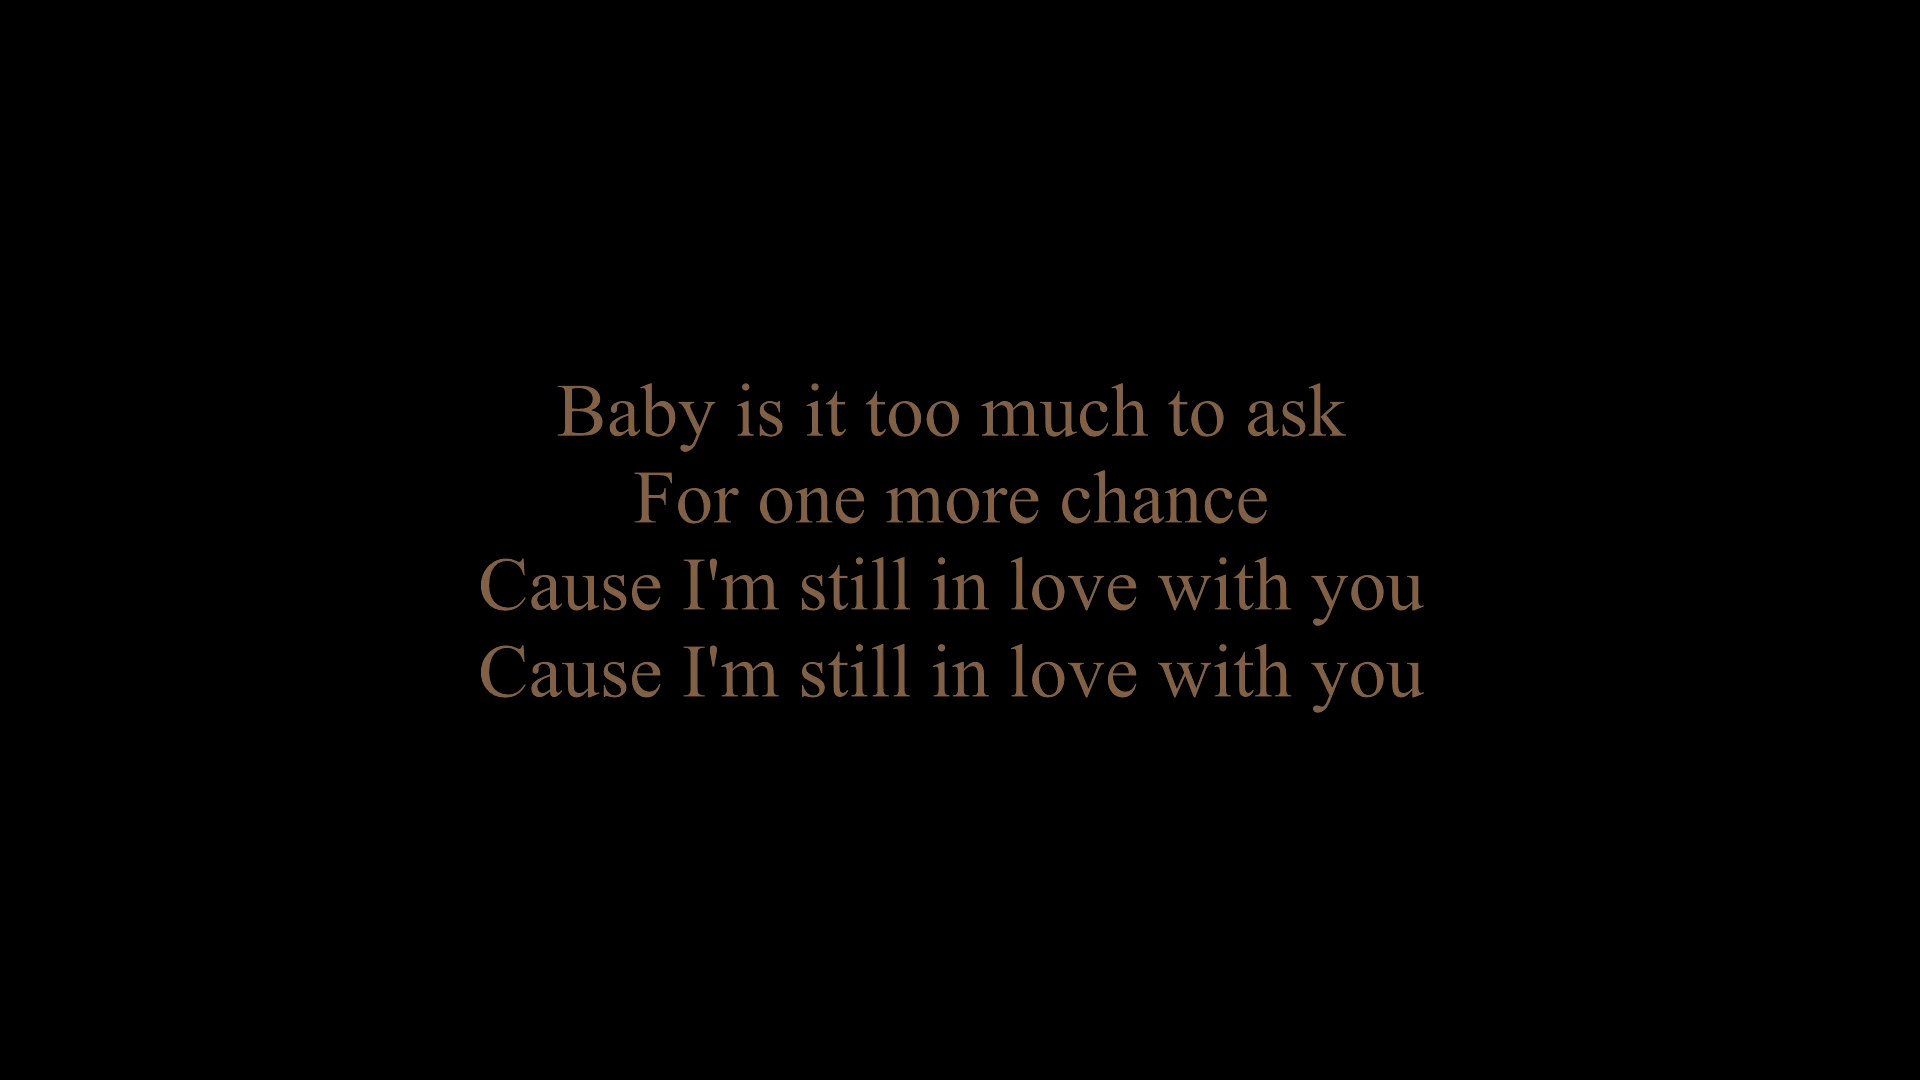 Baby is it too much to ask
For one more chance
Cause I'm still in love with you
Cause I'm still in love with you